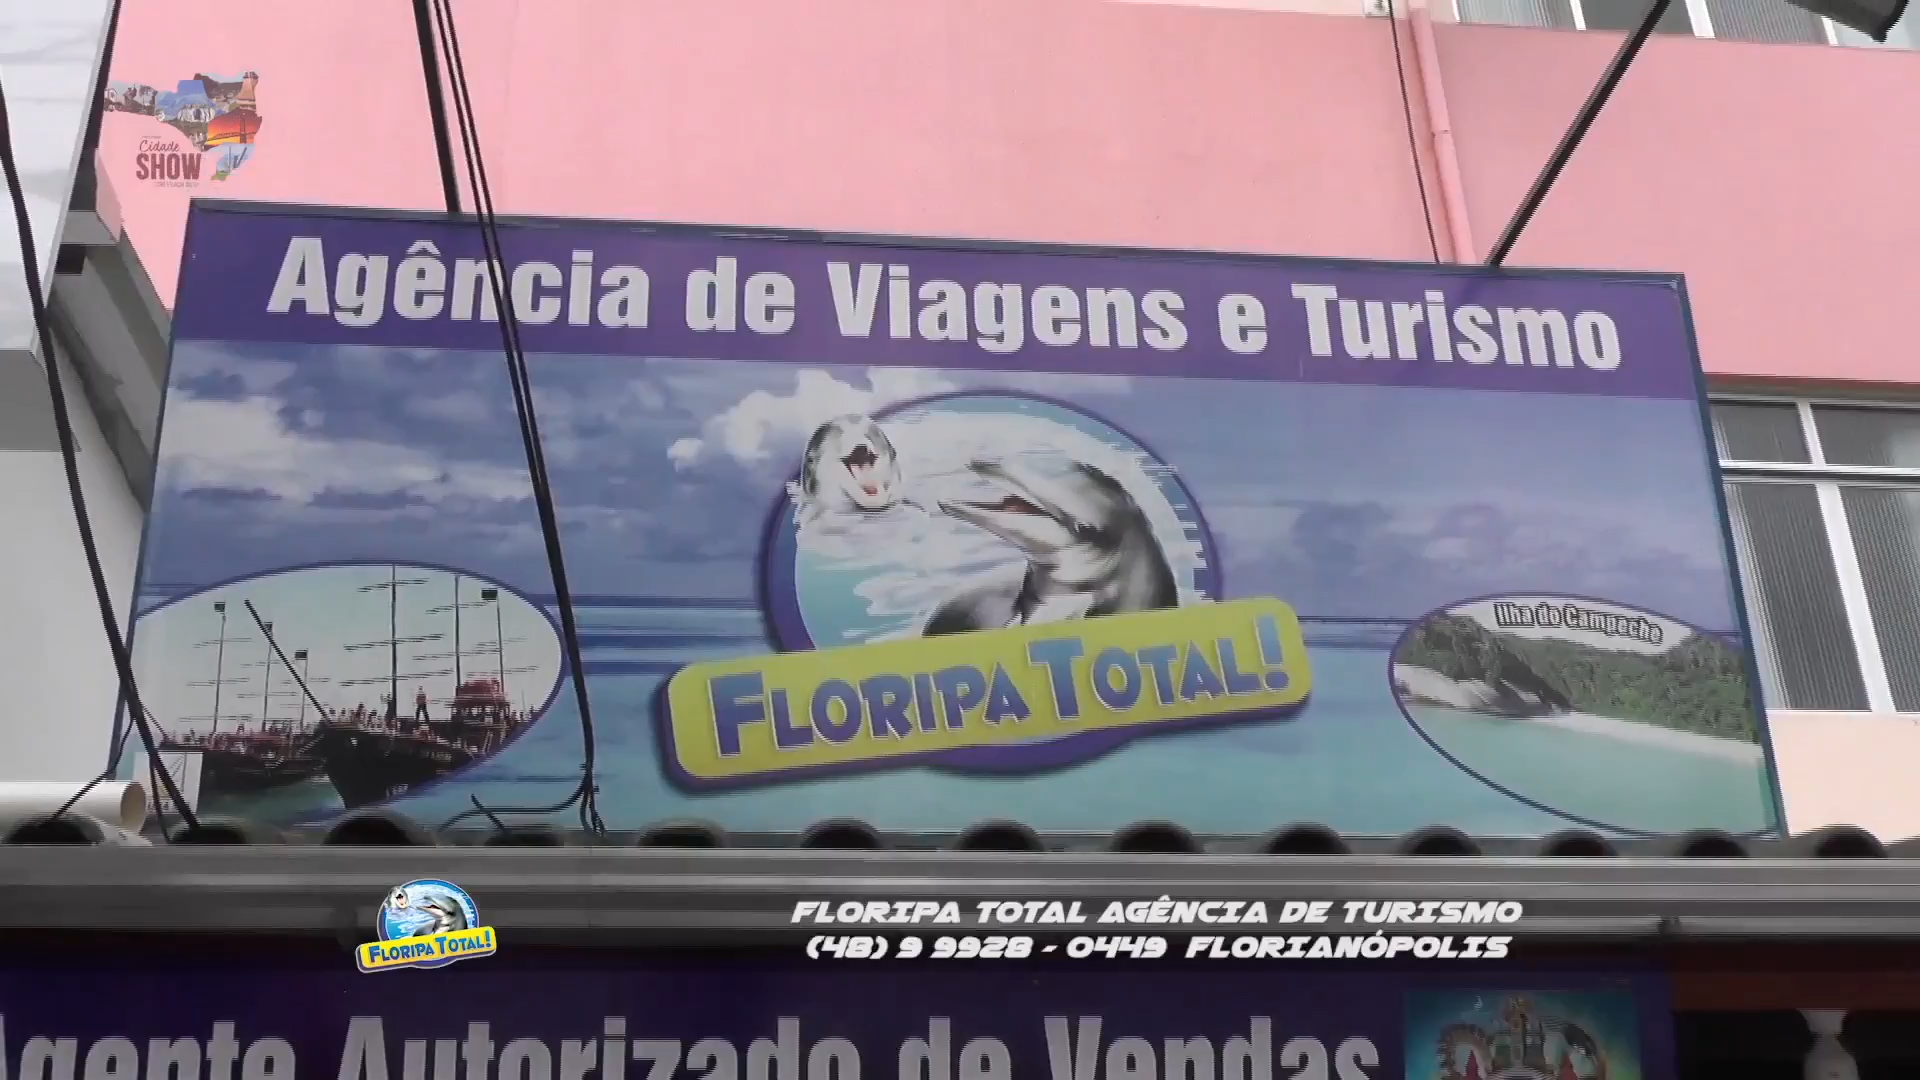 Cidade
SHOW
Agência de Viagens e Turismo
Ilha do Campeche
FLORIPA TOTAL!
FLORIPA TOTAL AGÊNCIA DE TURISMO
FLORIPA TOTAL!
(48) 9 9928 - 0449 FLORIANÓPOLIS
Agente Autorizado de Vendas